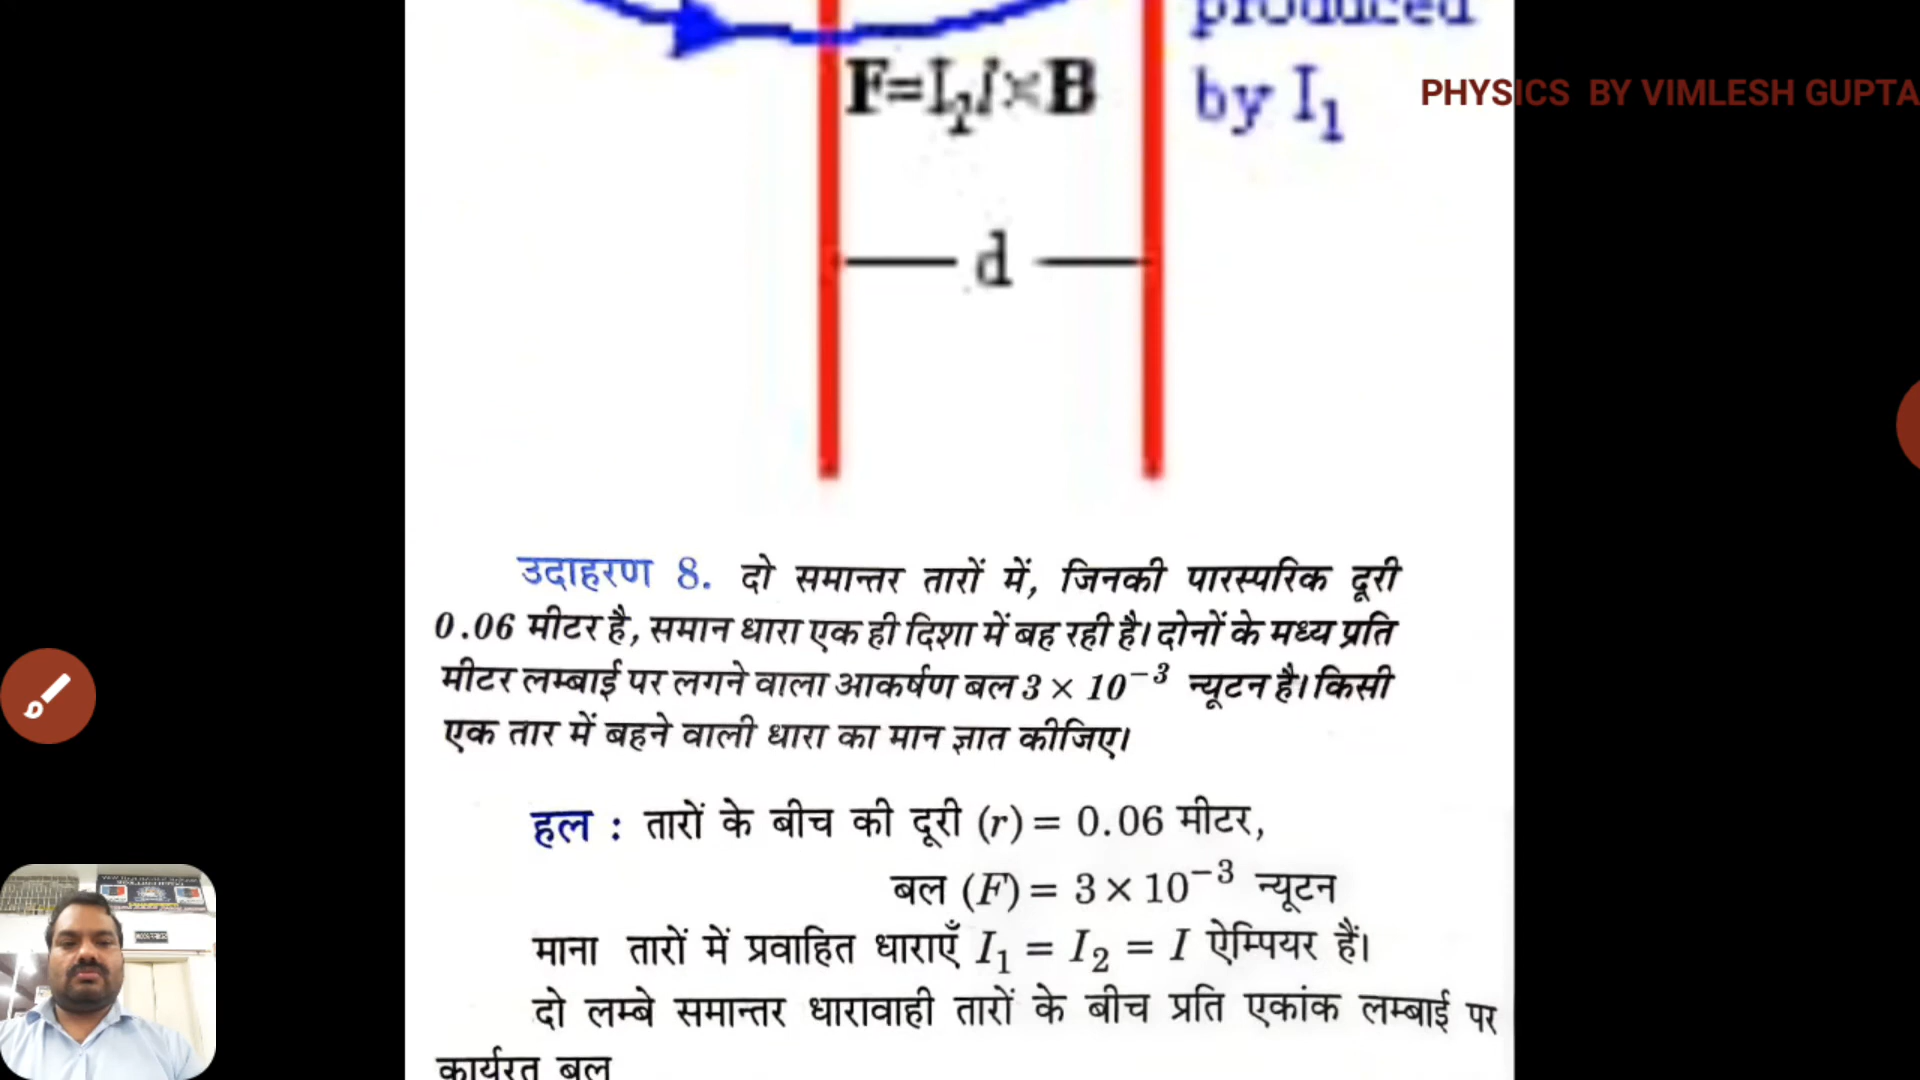 produced
by I₁
PHYSICS BY VIMLESH GUPTA
F=I₂l×B
d
उदाहरण 8. दो समान्तर तारों में, जिनकी पारस्परिक दूरी
0.06 मीटर है, समान धारा एक ही दिशा में बह रही है। दोनों के मध्य प्रति
मीटर लम्बाई पर लगने वाला आकर्षण बल 3 × 10⁻³ न्यूटन है। किसी
एक तार में बहने वाली धारा का मान ज्ञात कीजिए।
हल : तारों के बीच की दूरी (r) = 0.06 मीटर,
बल (F) = 3 × 10⁻³ न्यूटन
माना तारों में प्रवाहित धाराएँ I₁ = I₂ = I ऐम्पियर हैं।
दो लम्बे समान्तर धारावाही तारों के बीच प्रति एकांक लम्बाई पर
कार्यरत बल